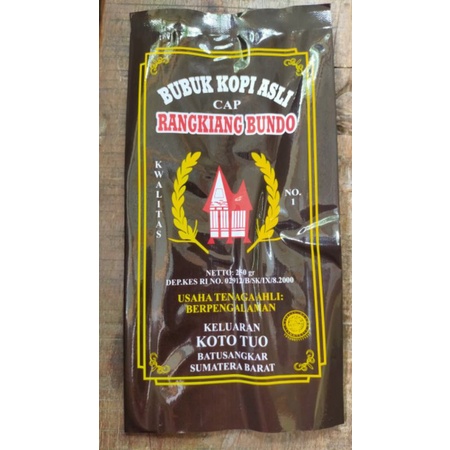 BUBUK KOPI ASLI
CAP
RANGKIANG BUNDO
KWALITAS
NO.
1
NETTO: 250 gr
DEP.KES RI NO. 02912/B/SK/IX/8.2000
USAHA TENAGA AHLI:
BERPENGALAMAN
KELUARAN
KOTO TUO
BATUSANGKAR
SUMATERA BARAT